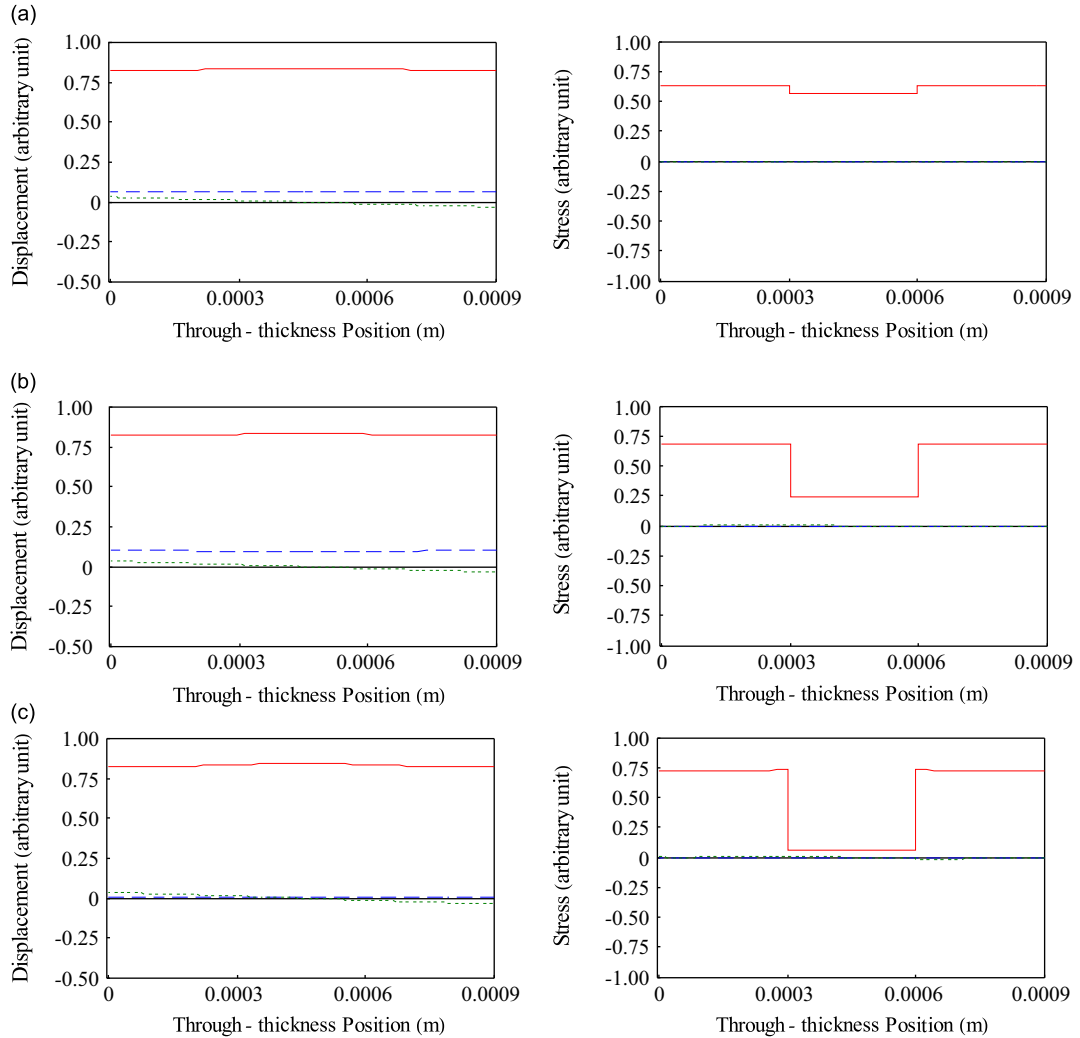 (a)
Displacement (arbitrary unit)
1.00
0.75
0.50
0.25
0
-0.25
-0.50
0 0.0003 0.0006 0.0009
Through - thickness Position (m)
Stress (arbitrary unit)
1.00
0.75
0.50
0.25
0
-0.25
-0.50
-0.75
-1.00
0 0.0003 0.0006 0.0009
Through - thickness Position (m)
(b)
Displacement (arbitrary unit)
1.00
0.75
0.50
0.25
0
-0.25
-0.50
0 0.0003 0.0006 0.0009
Through - thickness Position (m)
Stress (arbitrary unit)
1.00
0.75
0.50
0.25
0
-0.25
-0.50
-0.75
-1.00
0 0.0003 0.0006 0.0009
Through - thickness Position (m)
(c)
Displacement (arbitrary unit)
1.00
0.75
0.50
0.25
0
-0.25
-0.50
0 0.0003 0.0006 0.0009
Through - thickness Position (m)
Stress (arbitrary unit)
1.00
0.75
0.50
0.25
0
-0.25
-0.50
-0.75
-1.00
0 0.0003 0.0006 0.0009
Through - thickness Position (m)